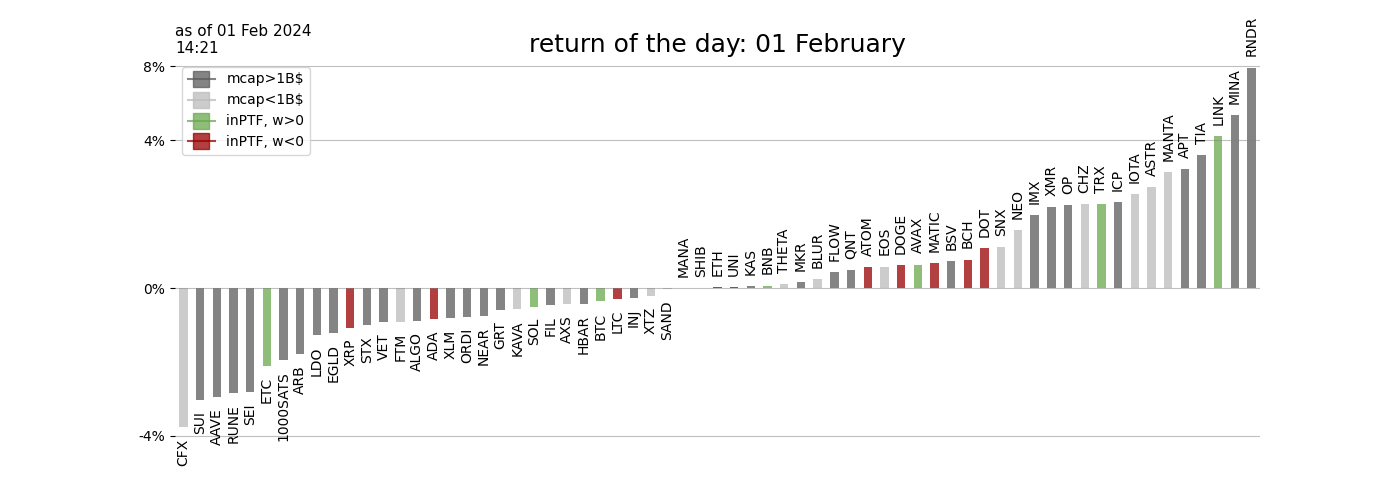 as of 01 Feb 2024
14:21
return of the day: 01 February
mcap>1B$
mcap<1B$
inPTF, w>0
inPTF, w<0
8%
4%
0%
-4%
CFX
SUI
AAVE
RUNE
SEI
ETC
1000SATS
ARB
LDO
EGLD
XRP
STX
VET
FTM
ALGO
ADA
XLM
ORDI
NEAR
GRT
KAVA
SOL
FIL
AXS
HBAR
BTC
LTC
INJ
XTZ
SAND
MANA
SHIB
ETH
UNI
KAS
BNB
THETA
MKR
BLUR
FLOW
QNT
ATOM
EOS
DOGE
AVAX
MATIC
BSV
BCH
DOT
SNX
NEO
IMX
XMR
OP
CHZ
TRX
ICP
IOTA
ASTR
MANTA
APT
TIA
LINK
MINA
RNDR